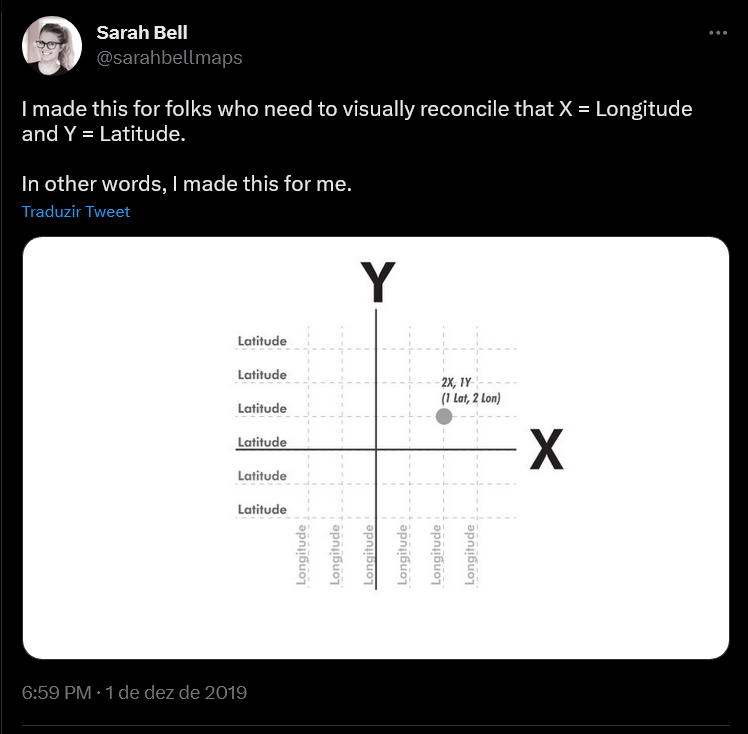 Sarah Bell
@sarahbellmaps
I made this for folks who need to visually reconcile that X = Longitude
and Y = Latitude.
In other words, I made this for me.
Traduzir Tweet
Y
Latitude
Latitude
2X, 1Y
(1 Lat, 2 Lon)
Latitude
Latitude
X
Latitude
Latitude
Longitude
Longitude
Longitude
Longitude
Longitude
Longitude
6:59 PM · 1 de dez de 2019